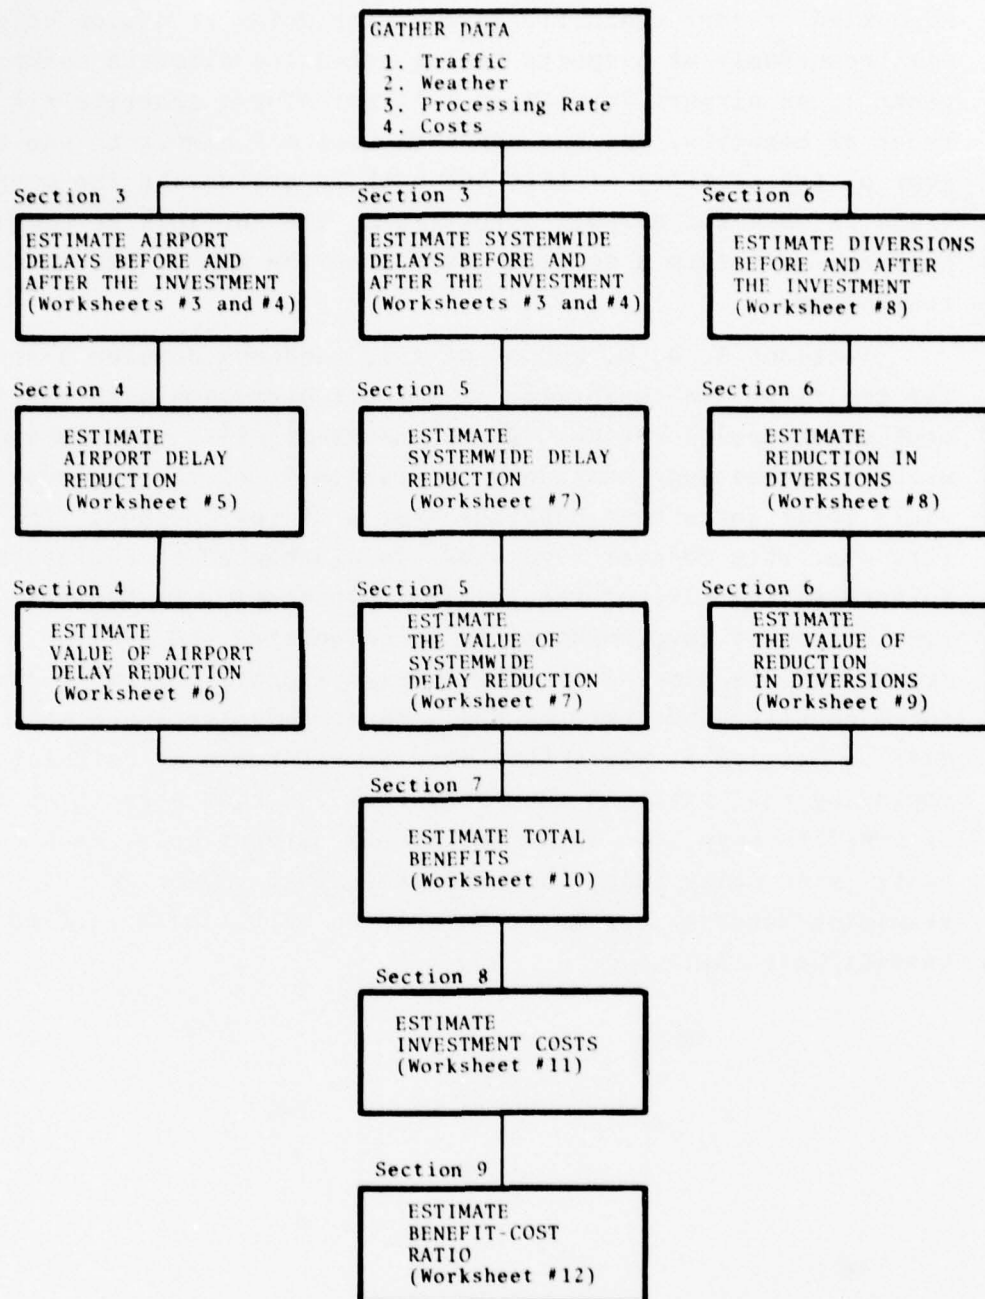 GATHER DATA
1. Traffic
2. Weather
3. Processing Rate
4. Costs
Section 3
ESTIMATE AIRPORT
DELAYS BEFORE AND
AFTER THE INVESTMENT
(Worksheets #3 and #4)
Section 3
ESTIMATE SYSTEMWIDE
DELAYS BEFORE AND
AFTER THE INVESTMENT
(Worksheets #3 and #4)
Section 6
ESTIMATE DIVERSIONS
BEFORE AND AFTER
THE INVESTMENT
(Worksheet #8)
Section 4
ESTIMATE
AIRPORT DELAY
REDUCTION
(Worksheet #5)
Section 5
ESTIMATE
SYSTEMWIDE DELAY
REDUCTION
(Worksheet #7)
Section 6
ESTIMATE
REDUCTION IN
DIVERSIONS
(Worksheet #8)
Section 4
ESTIMATE
VALUE OF AIRPORT
DELAY REDUCTION
(Worksheet #6)
Section 5
ESTIMATE
THE VALUE OF
SYSTEMWIDE
DELAY REDUCTION
(Worksheet #7)
Section 6
ESTIMATE
THE VALUE OF
REDUCTION
IN DIVERSIONS
(Worksheet #9)
Section 7
ESTIMATE TOTAL
BENEFITS
(Worksheet #10)
Section 8
ESTIMATE
INVESTMENT COSTS
(Worksheet #11)
Section 9
ESTIMATE
BENEFIT-COST
RATIO
(Worksheet #12)